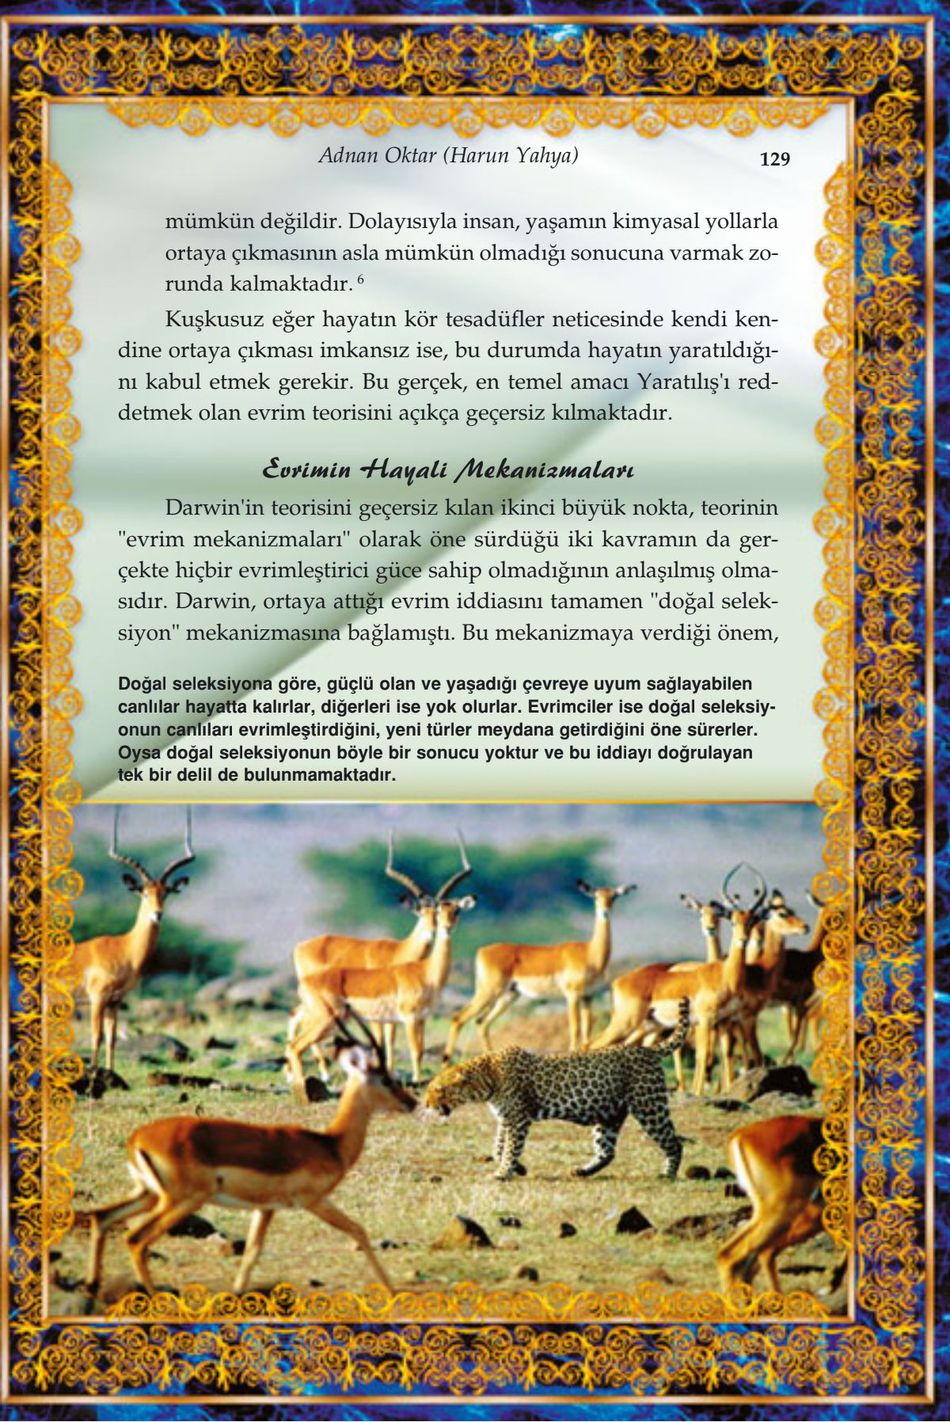 Adnan Oktar (Harun Yahya)
129
mümkün değildir. Dolayısıyla insan, yaşamın kimyasal yollarla
ortaya çıkmasının asla mümkün olmadığı sonucuna varmak zo-
runda kalmaktadır. 6
Kuşkusuz eğer hayatın kör tesadüfler neticesinde kendi ken-
dine ortaya çıkması imkansız ise, bu durumda hayatın yaratıldığı-
nı kabul etmek gerekir. Bu gerçek, en temel amacı Yaratılış'ı red-
detmek olan evrim teorisini açıkça geçersiz kılmaktadır.
Evrimin Hayali Mekanizmaları
Darwin'in teorisini geçersiz kılan ikinci büyük nokta, teorinin
"evrim mekanizmaları" olarak öne sürdüğü iki kavramın da ger-
çekte hiçbir evrimleştirici güce sahip olmadığının anlaşılmış olma-
sıdır. Darwin, ortaya attığı evrim iddiasını tamamen "doğal selek-
siyon" mekanizmasına bağlamıştı. Bu mekanizmaya verdiği önem,
Doğal seleksiyona göre, güçlü olan ve yaşadığı çevreye uyum sağlayabilen
canlılar hayatta kalırlar, diğerleri ise yok olurlar. Evrimciler ise doğal seleksiy-
onun canlıları evrimleştirdiğini, yeni türler meydana getirdiğini öne sürerler.
Oysa doğal seleksiyonun böyle bir sonucu yoktur ve bu iddiayı doğrulayan
tek bir delil de bulunmamaktadır.